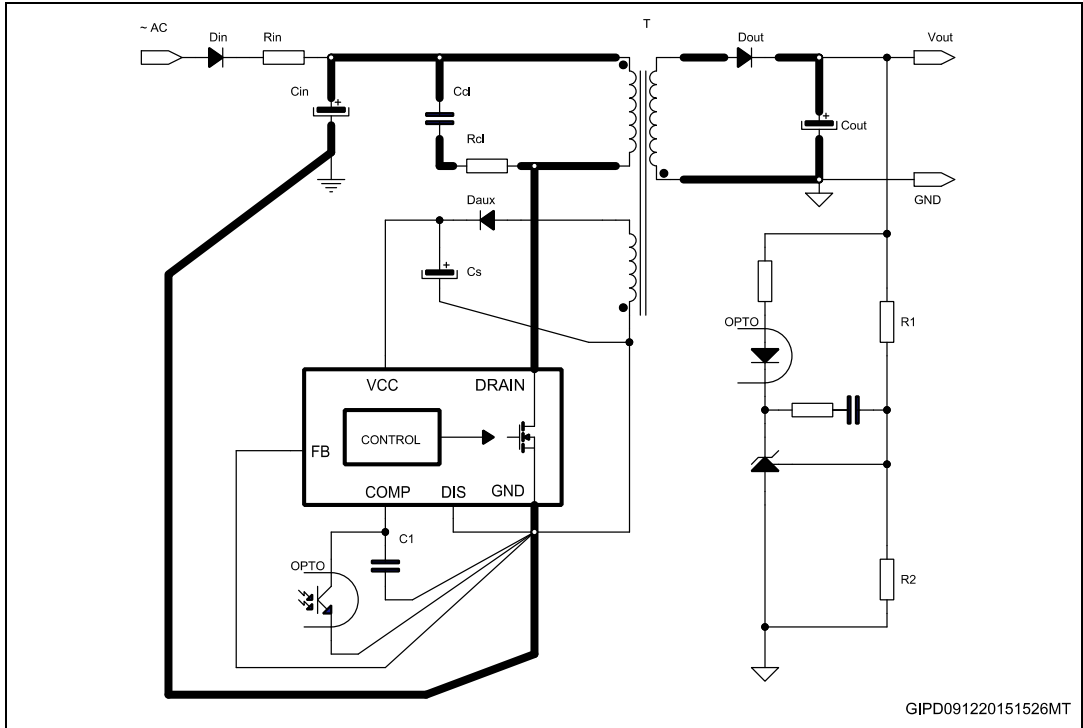 ~ AC
Din
Rin
T
Dout
Vout
Cin
+
Ccl
+
Cout
Rcl
GND
Daux
+
Cs
OPTO
R1
VCC
DRAIN
CONTROL
FB
COMP
DIS
GND
C1
OPTO
R2
GIPD091220151526MT